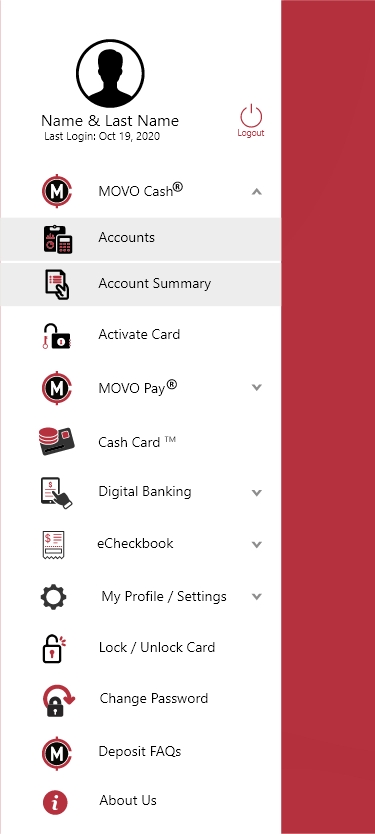 Name & Last Name
Last Login: Oct 19, 2020
Logout
M MOVO Cash®
Accounts
Account Summary
Activate Card
M MOVO Pay®
Cash Card ™
$ Digital Banking
$ eCheckbook
My Profile / Settings
Lock / Unlock Card
Change Password
M Deposit FAQs
i About Us